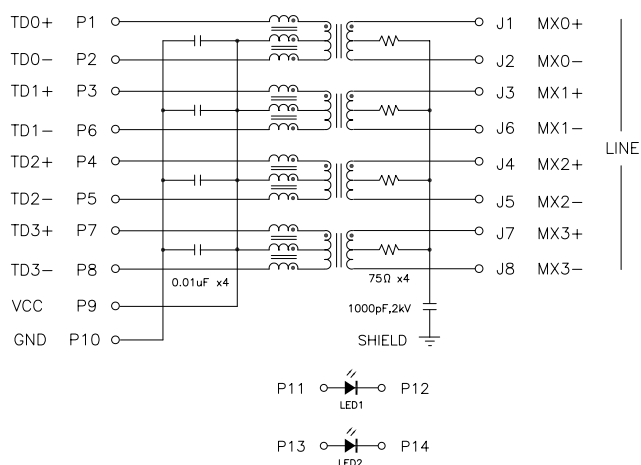 TD0+ P1 J1 MX0+
TD0- P2 J2 MX0-
TD1+ P3 J3 MX1+
TD1- P6 J6 MX1-
LINE
TD2+ P4 J4 MX2+
TD2- P5 J5 MX2-
TD3+ P7 J7 MX3+
TD3- P8 J8 MX3-
0.01uF x4 75Ω x4
VCC P9
1000pF,2kV
GND P10 SHIELD
P11 P12
LED1
P13 P14
LED2